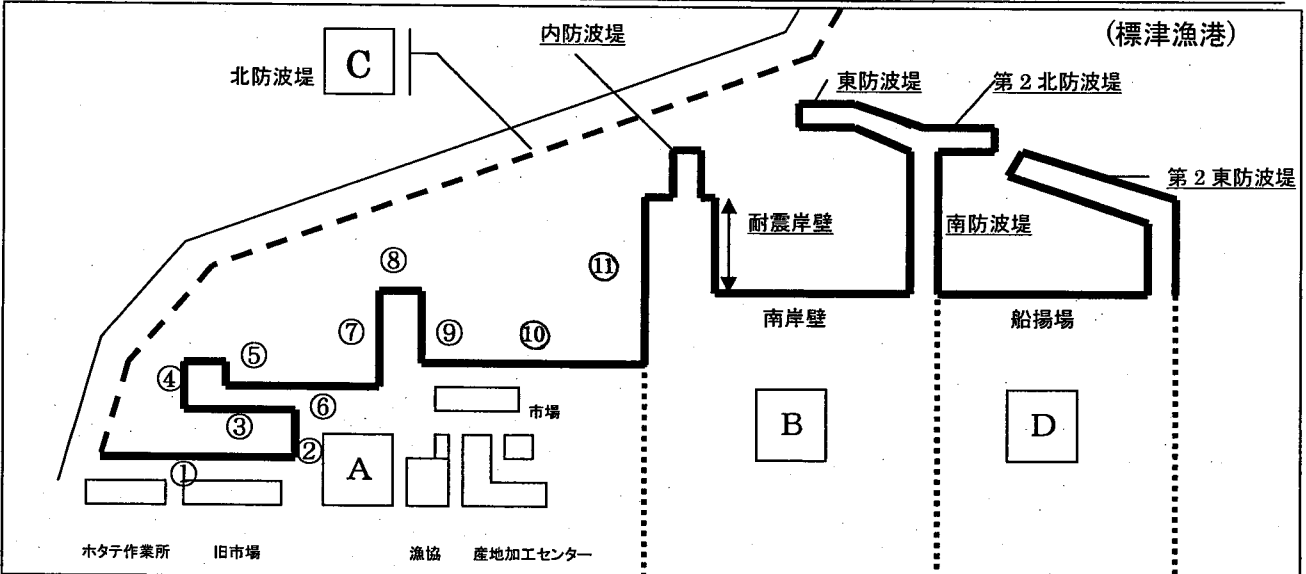 (標津漁港)
内防波堤
北防波堤
C
東防波堤
第2北防波堤
第2東防波堤
耐震岸壁
南防波堤
⑧
⑪
⑦
⑨
⑩
南岸壁
船揚場
⑤
④
⑥
③
市場
②
①
A
B
D
ホタテ作業所
旧市場
漁協
産地加工センター